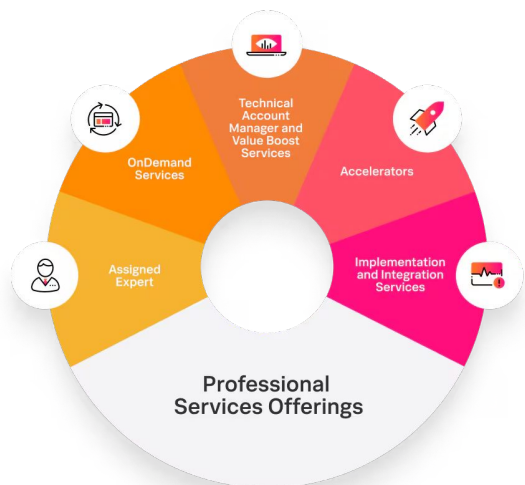 Technical
Account
Manager and
Value Boost
Services
OnDemand
Services
Accelerators
Assigned
Expert
Implementation
and Integration
Services
Professional
Services Offerings